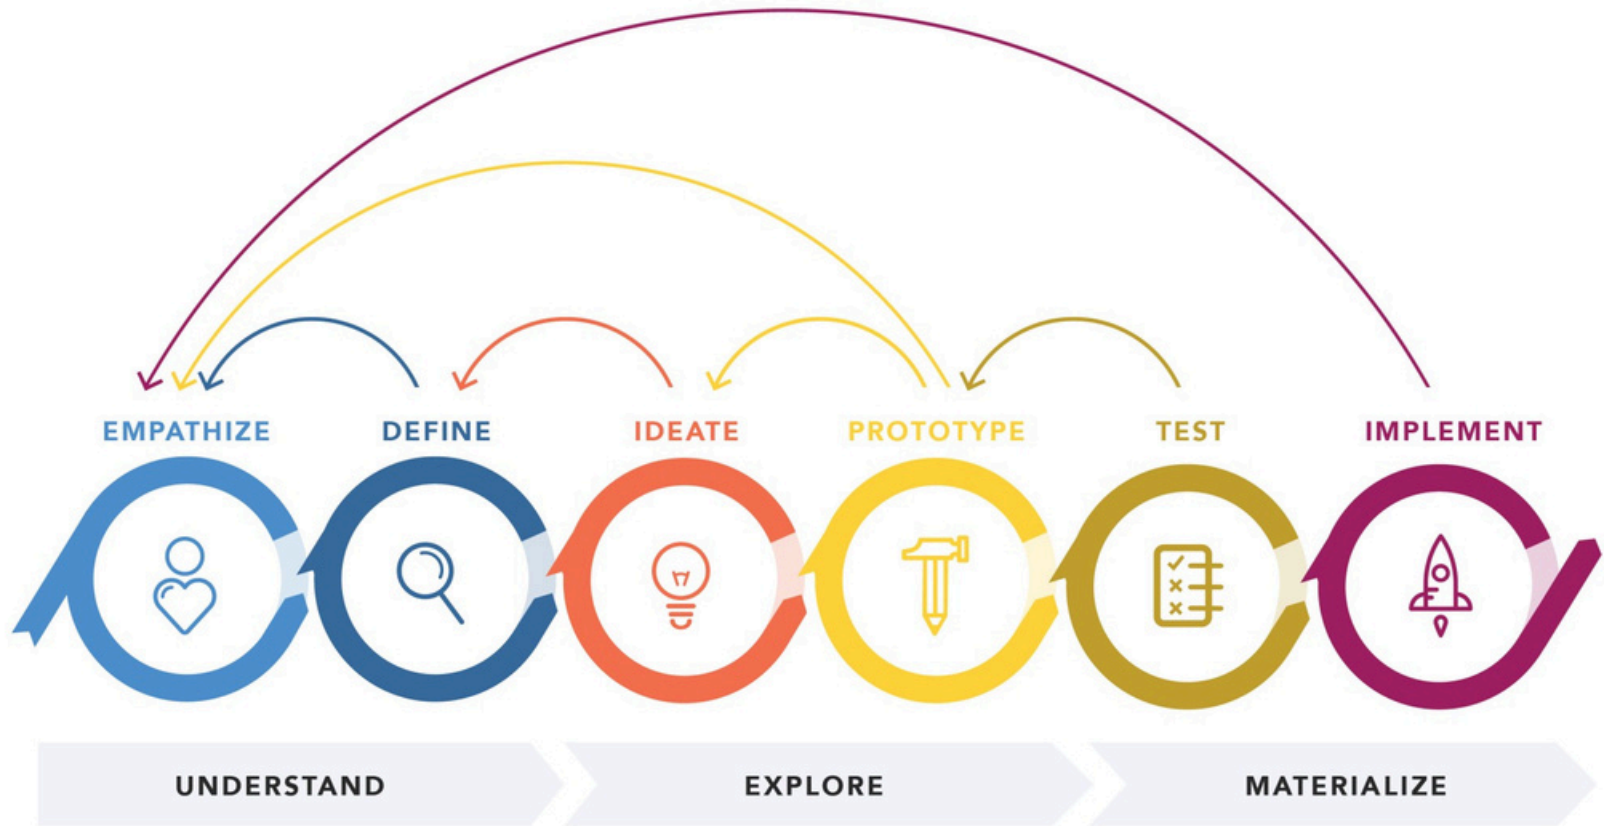 EMPATHIZE
DEFINE
IDEATE
PROTOTYPE
TEST
IMPLEMENT
UNDERSTAND
EXPLORE
MATERIALIZE